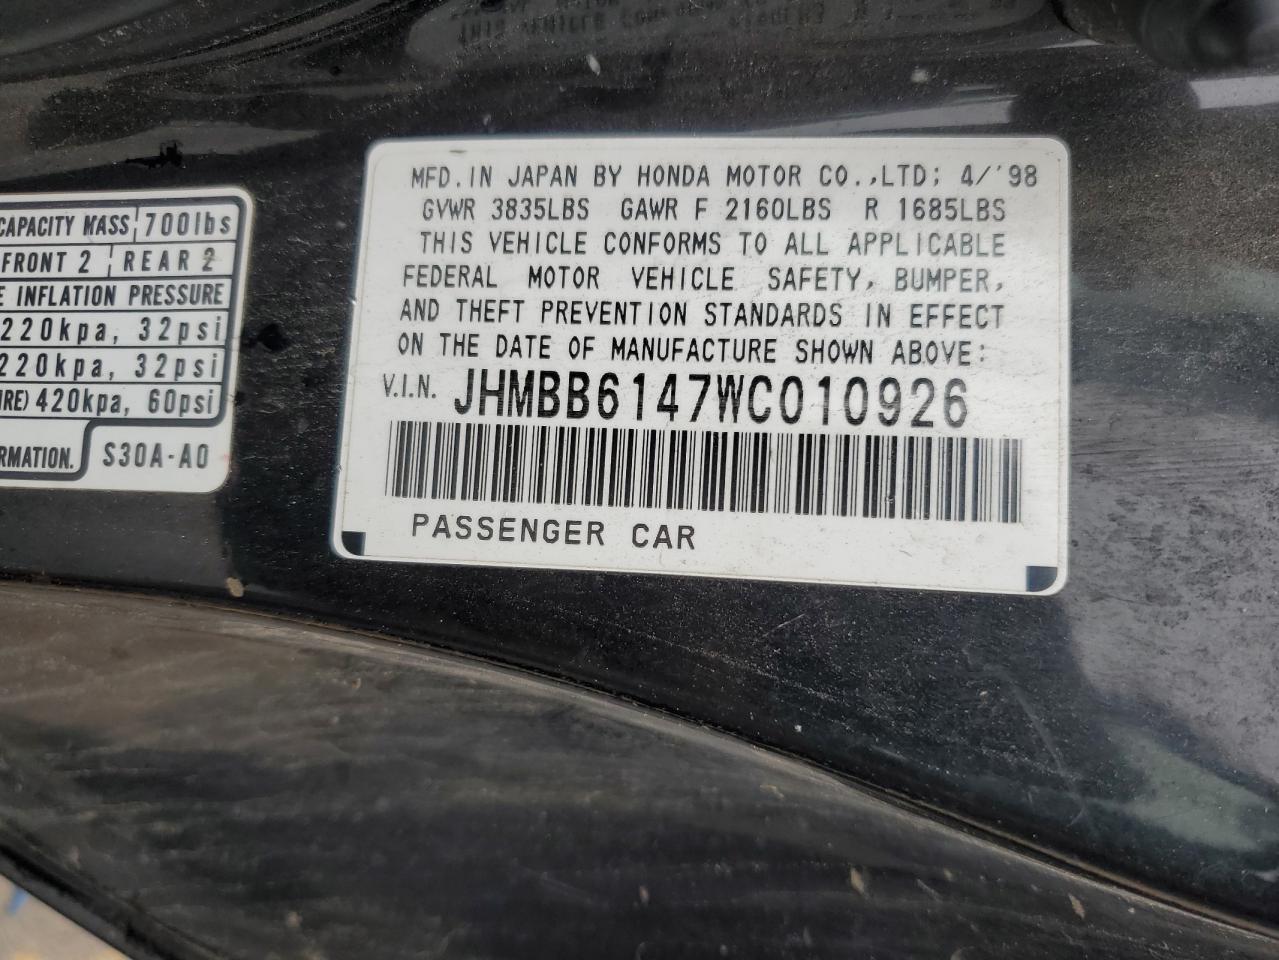 CAPACITY MASS 700lbs
FRONT 2 REAR 2
INFLATION PRESSURE
220kpa, 32psi
220kpa, 32psi
420kpa, 60psi
S30A-A0
MFD. IN JAPAN BY HONDA MOTOR CO.,LTD; 4/'98
GVWR 3835LBS GAWR F 2160LBS R 1685LBS
THIS VEHICLE CONFORMS TO ALL APPLICABLE
FEDERAL MOTOR VEHICLE SAFETY, BUMPER,
AND THEFT PREVENTION STANDARDS IN EFFECT
ON THE DATE OF MANUFACTURE SHOWN ABOVE:
V.I.N. JHMBB6147WC010926
PASSENGER CAR